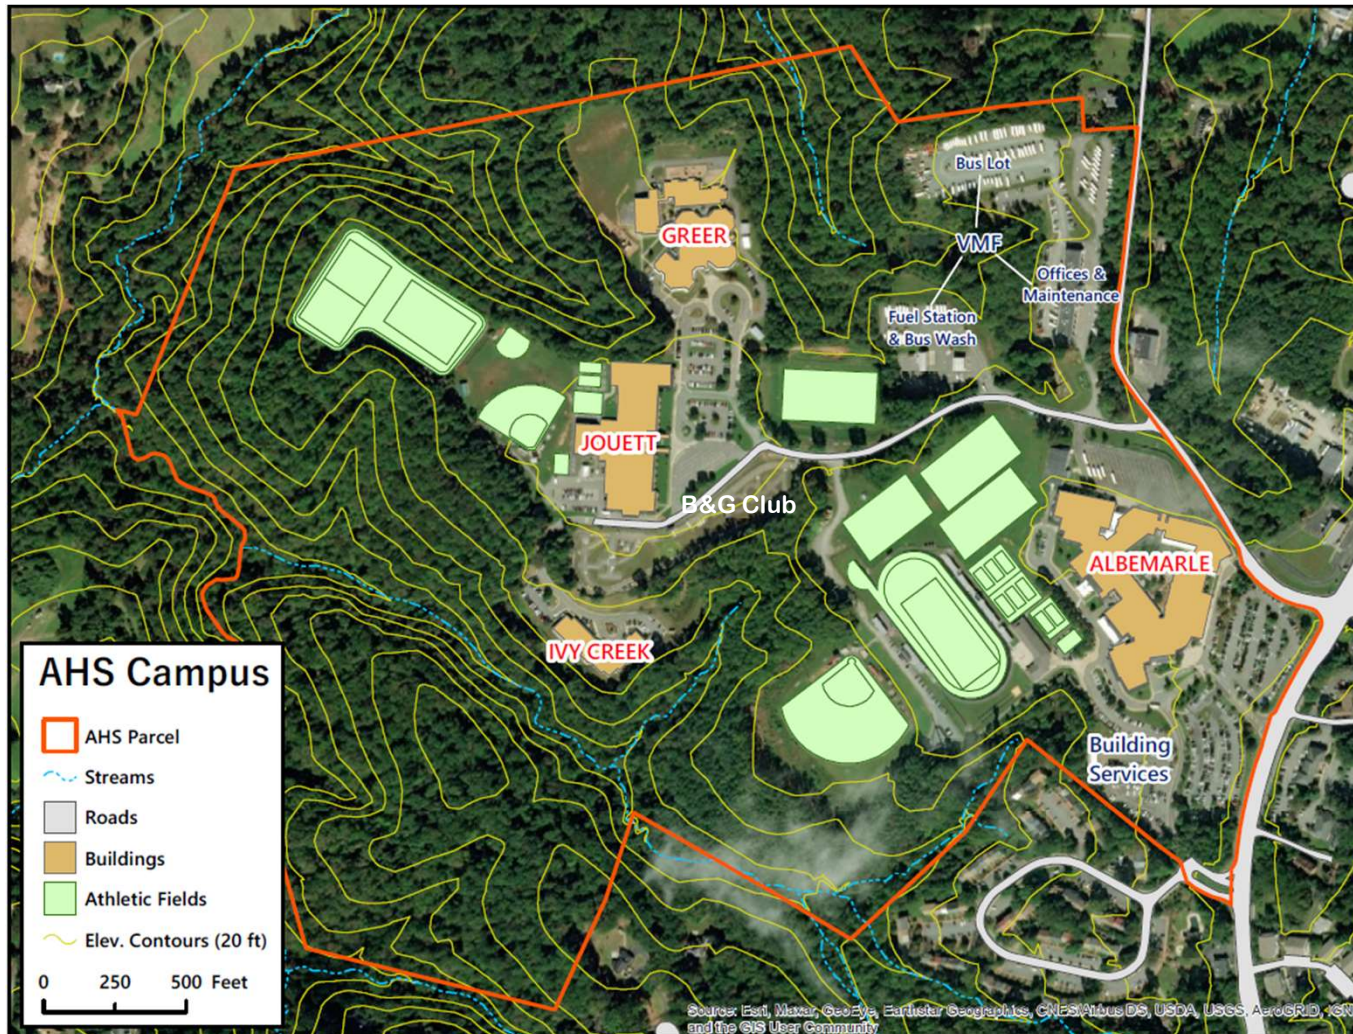 Bus Lot
GREER
VMF
Offices &
Maintenance
Fuel Station
& Bus Wash
JOUETT
B&G Club
ALBEMARLE
IVY CREEK
Building
Services
AHS Campus
AHS Parcel
Streams
Roads
Buildings
Athletic Fields
Elev. Contours (20 ft)
0 250 500 Feet
Source: Esri, Maxar, GeoEye, Earthstar Geographics, CNES/Airbus DS, USDA, USGS, AeroGRID, IGN,
and the GIS User Community